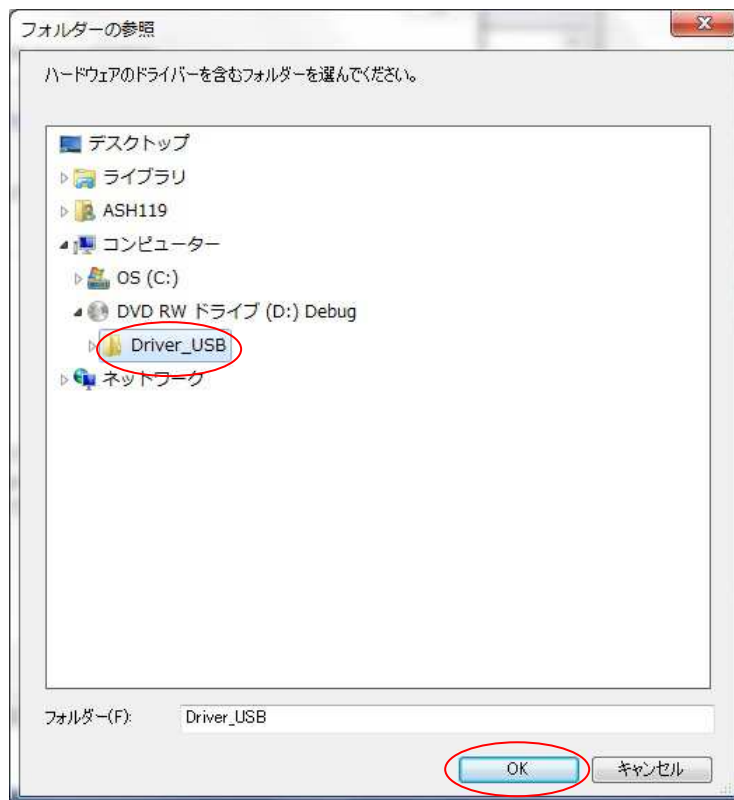 フォルダーの参照
ハードウェアのドライバーを含むフォルダーを選んでください。
デスクトップ
ライブラリ
ASH119
コンピューター
OS (C:)
DVD RW ドライブ (D:) Debug
Driver_USB
ネットワーク
フォルダー(F): Driver_USB
OK キャンセル